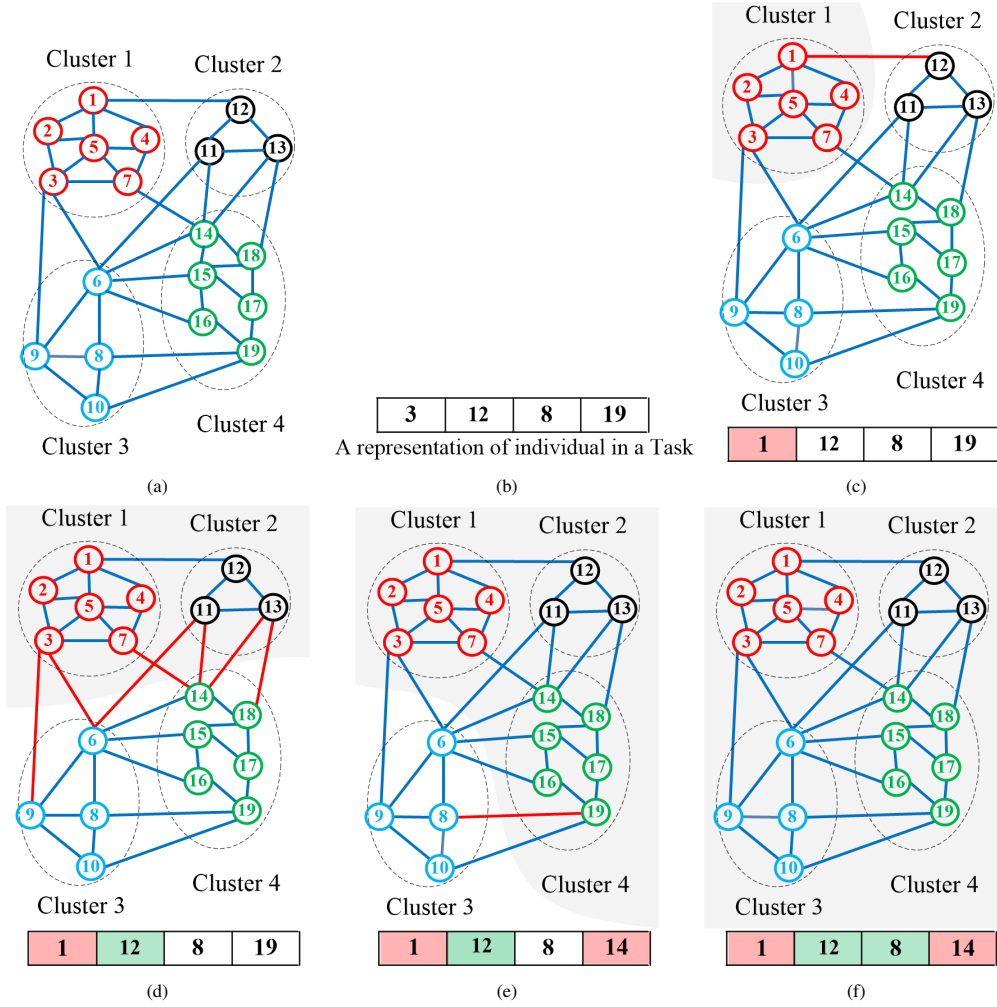 Cluster 1
Cluster 2
1
12
2
5
4
11
13
3
7
14
18
6
15
17
16
9
8
19
10
Cluster 3
Cluster 4
(a)
3 12 8 19
A representation of individual in a Task
(b)
Cluster 1
Cluster 2
1
12
2
5
4
11
13
3
7
14
18
6
15
17
16
9
8
19
10
Cluster 4
Cluster 3
1 12 8 19
(c)
Cluster 1
Cluster 2
1
12
2
5
4
11
13
3
7
14
18
6
15
17
16
9
8
19
10
Cluster 4
Cluster 3
1 12 8 19
(d)
Cluster 1
Cluster 2
1
12
2
5
4
11
13
3
7
14
18
6
15
17
16
9
8
19
10
Cluster 4
Cluster 3
1 12 8 14
(e)
Cluster 1
Cluster 2
1
12
2
5
4
11
13
3
7
14
18
6
15
17
16
9
8
19
10
Cluster 4
Cluster 3
1 12 8 14
(f)